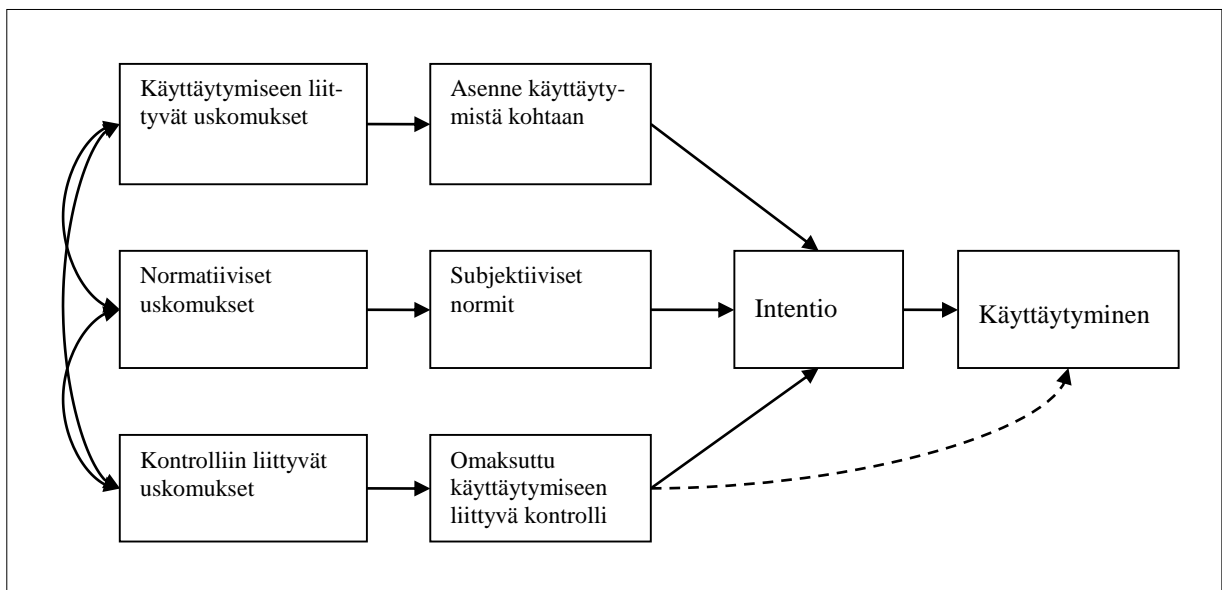 Käyttäytymiseen liit-
tyvät uskomukset
Asenne käyttäyty-
mistä kohtaan
Normatiiviset
uskomukset
Subjektiiviset
normit
Intentio
Käyttäytyminen
Kontrolliin liittyvät
uskomukset
Omaksuttu
käyttäytymiseen
liittyvä kontrolli